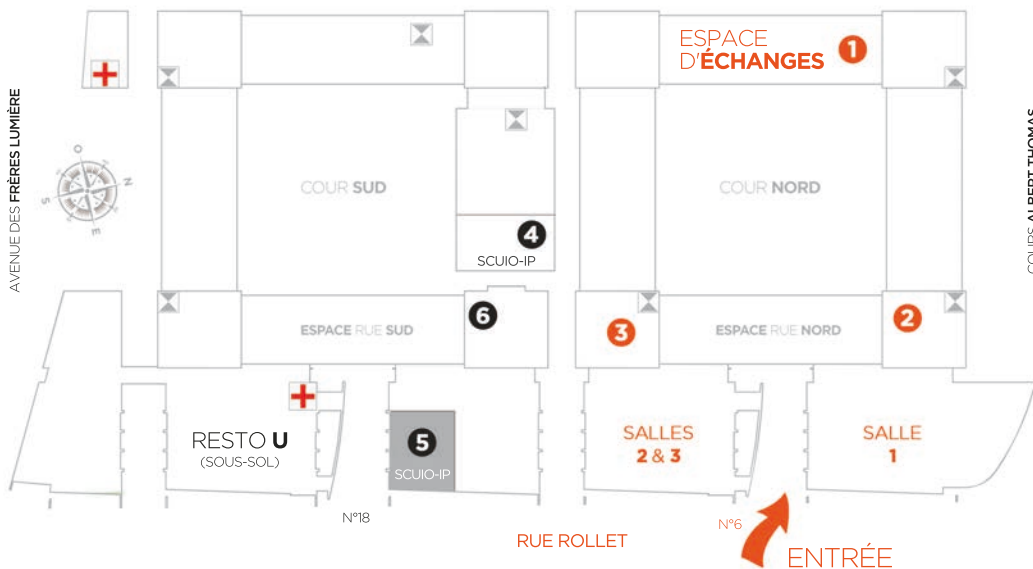 ESPACE
D'ÉCHANGES
1
AVENUE DES FRÈRES LUMIÈRE
O
N
S
E
COUR SUD
COUR NORD
COURS ALBERT THOMAS
4
SCUIO-IP
6
ESPACE RUE SUD
3
ESPACE RUE NORD
2
RESTO U
(SOUS-SOL)
5
SCUIO-IP
SALLES
2 & 3
SALLE
1
N°18
N°6
RUE ROLLET
ENTRÉE